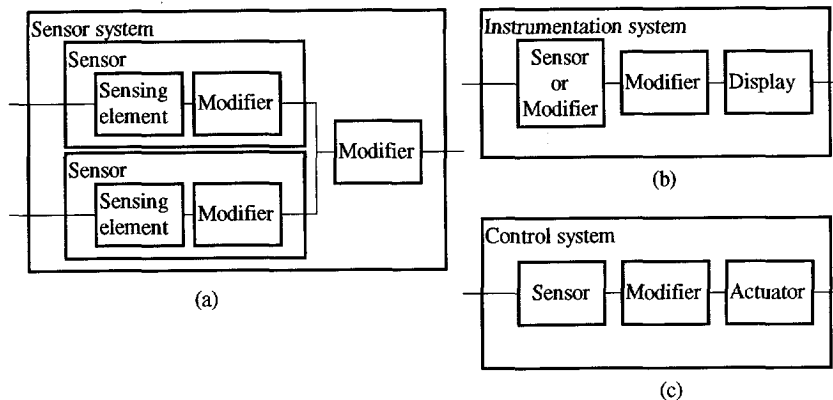 Sensor system
Sensor
Sensing
element
Modifier
Sensor
Sensing
element
Modifier
Modifier
(a)
Instrumentation system
Sensor
or
Modifier
Modifier
Display
(b)
Control system
Sensor
Modifier
Actuator
(c)